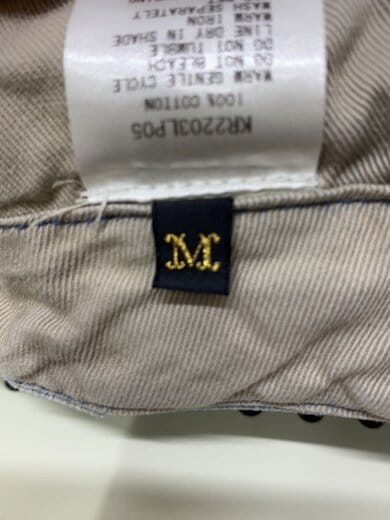 KR2203LP05
100% COTTON
WARM GENTLE CYCLE
DO NOT BLEACH
DO NOT TUMBLE
LINE DRY IN SHADE
WARM IRON
WASH SEPARATELY
M